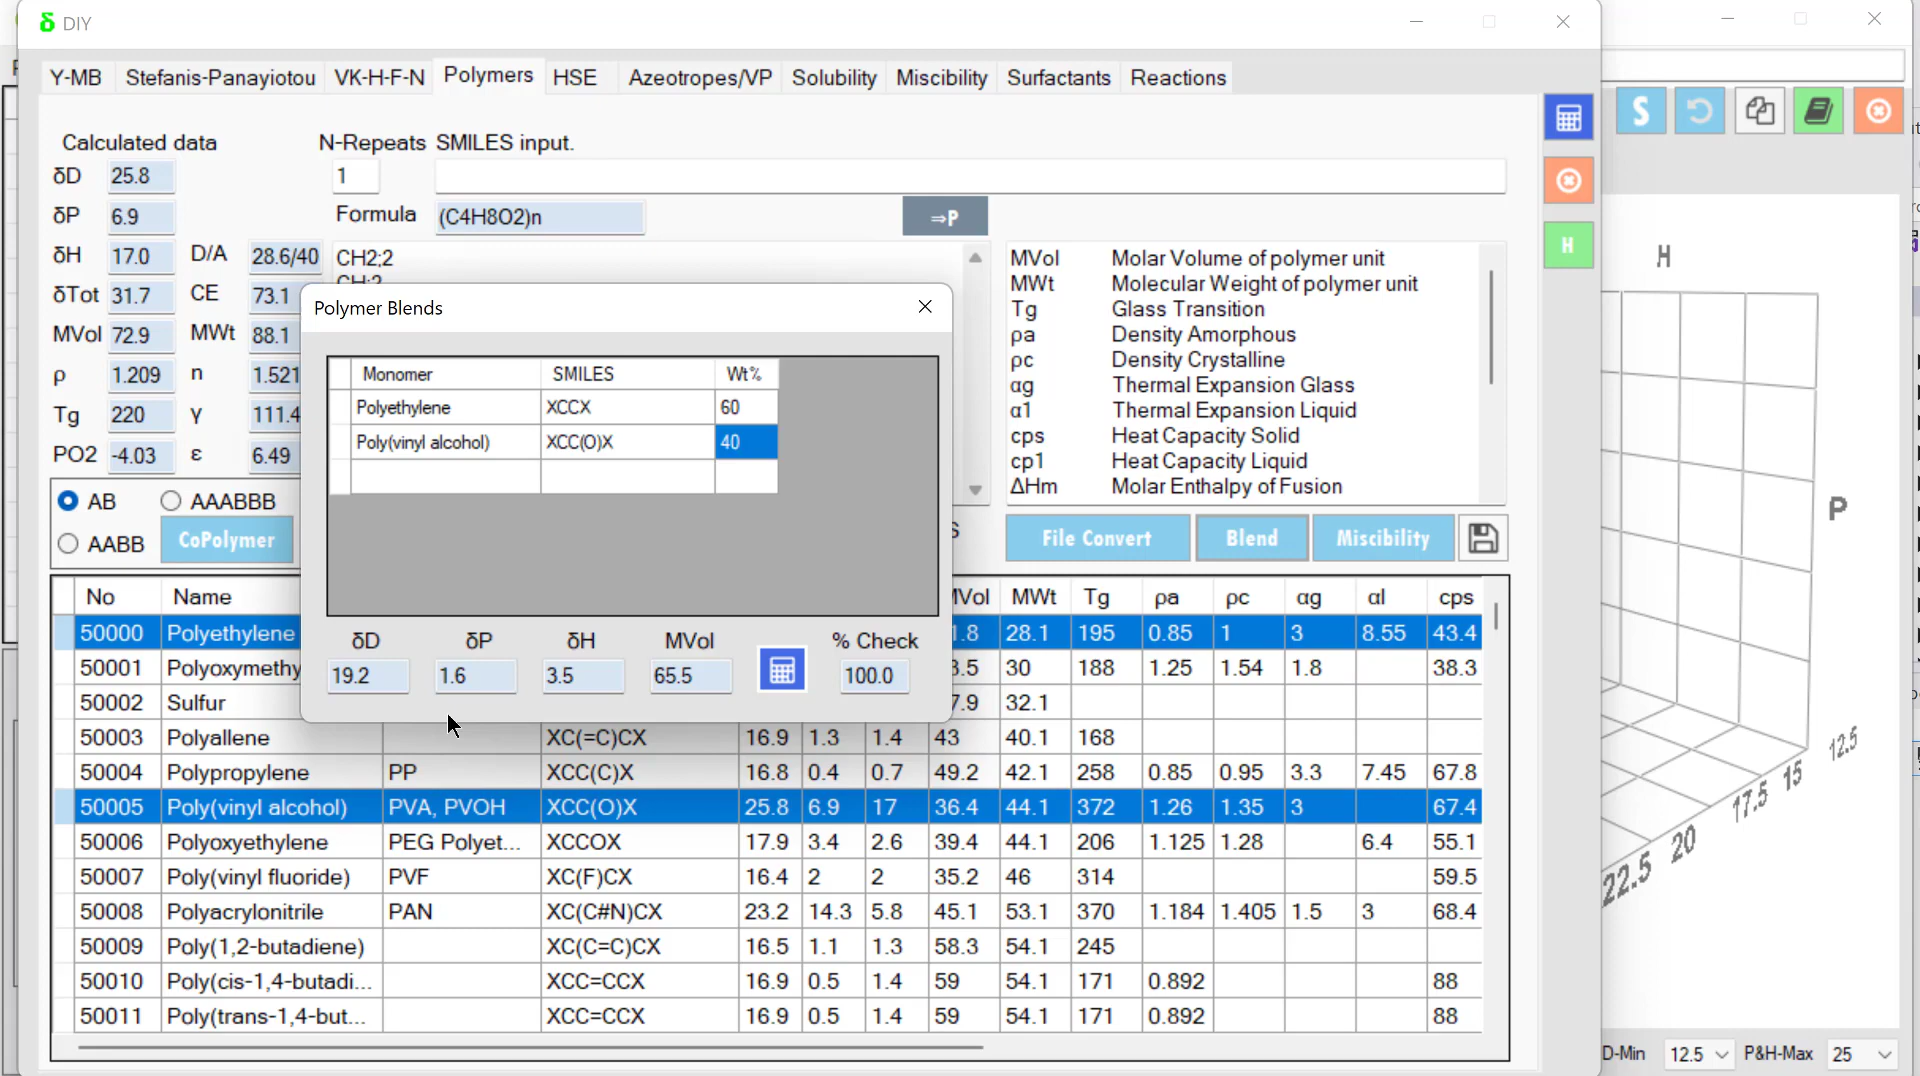 δ DIY
Y-MB Stefanis-Panayiotou VK-H-F-N Polymers HSE Azeotropes/VP Solubility Miscibility Surfactants Reactions
Calculated data N-Repeats SMILES input.
δD 25.8 1
δP 6.9 Formula (C4H8O2)n ⇒P
δH 17.0 D/A 28.6/40 CH2;2
δTot 31.7 CE 73.1
MVol 72.9 MWt 88.1
ρ 1.209 n 1.521
Tg 220 γ 111.4
PO2 -4.03 ε 6.49
MVol Molar Volume of polymer unit
MWt Molecular Weight of polymer unit
Tg Glass Transition
ρa Density Amorphous
ρc Density Crystalline
αg Thermal Expansion Glass
α1 Thermal Expansion Liquid
cps Heat Capacity Solid
cp1 Heat Capacity Liquid
ΔHm Molar Enthalpy of Fusion
AB AAABBB
AABB CoPolymer
File Convert Blend Miscibility
Polymer Blends
Monomer SMILES Wt%
Polyethylene XCCX 60
Poly(vinyl alcohol) XCC(O)X 40
δD δP δH MVol % Check
19.2 1.6 3.5 65.5 100.0
No Name MWt Tg ρa ρc αg αl cps
50000 Polyethylene 28.1 195 0.85 1 3 8.55 43.4
50001 Polyoxymethy 30 188 1.25 1.54 1.8 38.3
50002 Sulfur 32.1
50003 Polyallene XC(=C)CX 16.9 1.3 1.4 43 40.1 168
50004 Polypropylene PP XCC(C)X 16.8 0.4 0.7 49.2 42.1 258 0.85 0.95 3.3 7.45 67.8
50005 Poly(vinyl alcohol) PVA, PVOH XCC(O)X 25.8 6.9 17 36.4 44.1 372 1.26 1.35 3 67.4
50006 Polyoxyethylene PEG Polyet... XCCOX 17.9 3.4 2.6 39.4 44.1 206 1.125 1.28 6.4 55.1
50007 Poly(vinyl fluoride) PVF XC(F)CX 16.4 2 2 35.2 46 314 59.5
50008 Polyacrylonitrile PAN XC(C#N)CX 23.2 14.3 5.8 45.1 53.1 370 1.184 1.405 1.5 3 68.4
50009 Poly(1,2-butadiene) XC(C=C)CX 16.5 1.1 1.3 58.3 54.1 245
50010 Poly(cis-1,4-butadi... XCC=CCX 16.9 0.5 1.4 59 54.1 171 0.892 88
50011 Poly(trans-1,4-but... XCC=CCX 16.9 0.5 1.4 59 54.1 171 0.892 88
S
H
H
P
12.5
15
17.5
20
22.5
D-Min 12.5 P&H-Max 25